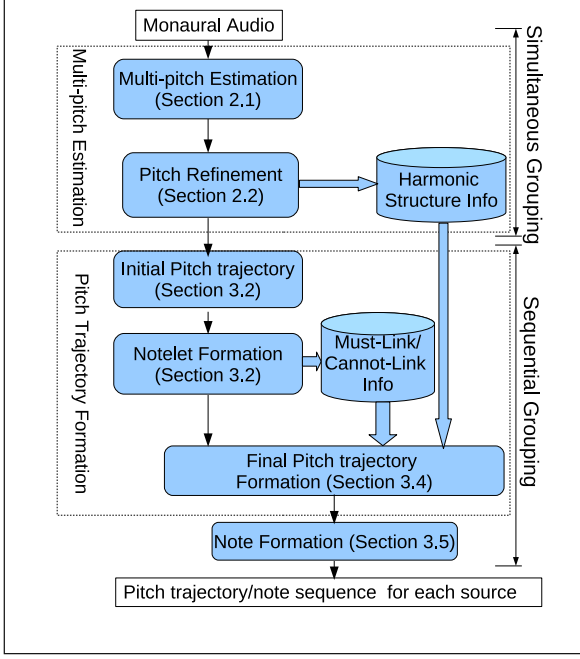 Monaural Audio
Multi-pitch Estimation
(Section 2.1)
Pitch Refinement
(Section 2.2)
Harmonic
Structure Info
Multi-pitch Estimation
Simultaneous Grouping
Initial Pitch trajectory
(Section 3.2)
Notelet Formation
(Section 3.2)
Must-Link/
Cannot-Link
Info
Final Pitch trajectory
Formation (Section 3.4)
Pitch Trajectory Formation
Sequential Grouping
Note Formation (Section 3.5)
Pitch trajectory/note sequence for each source